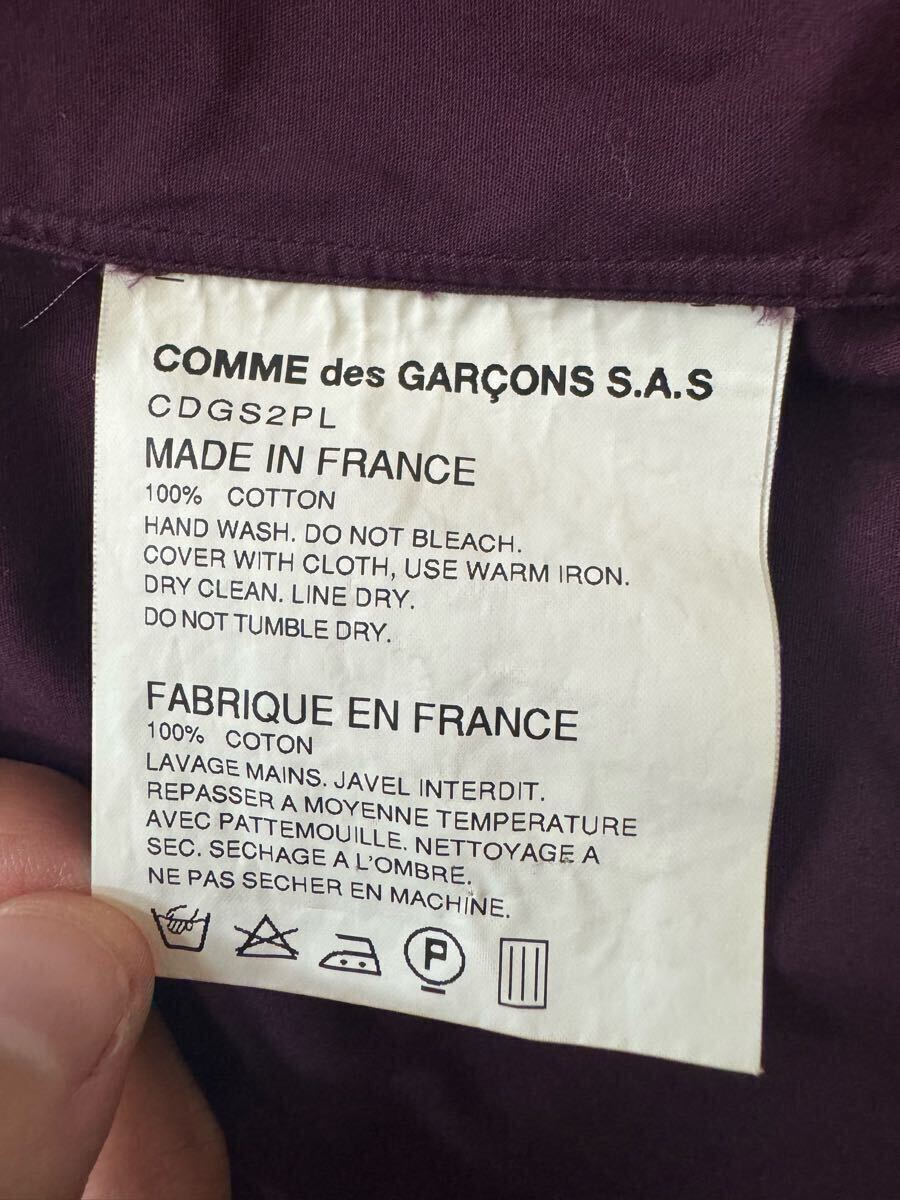 COMME des GARÇONS S.A.S
CDGS2PL
MADE IN FRANCE
100% COTTON
HAND WASH. DO NOT BLEACH.
COVER WITH CLOTH, USE WARM IRON.
DRY CLEAN. LINE DRY.
DO NOT TUMBLE DRY.
FABRIQUE EN FRANCE
100% COTON
LAVAGE MAINS. JAVEL INTERDIT.
REPASSER A MOYENNE TEMPERATURE
AVEC PATTEMOUILLE. NETTOYAGE A
SEC. SECHAGE A L'OMBRE.
NE PAS SECHER EN MACHINE.
P